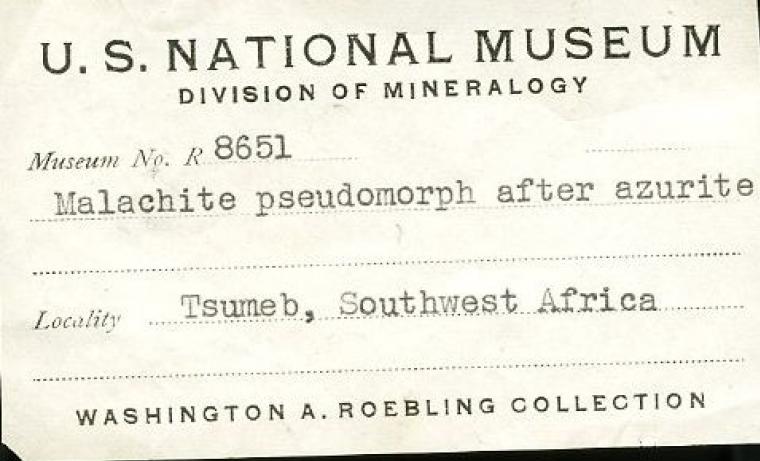 U. S. NATIONAL MUSEUM
DIVISION OF MINERALOGY
Museum No. R 8651
Malachite pseudomorph after azurite
Locality Tsumeb, Southwest Africa
WASHINGTON A. ROEBLING COLLECTION